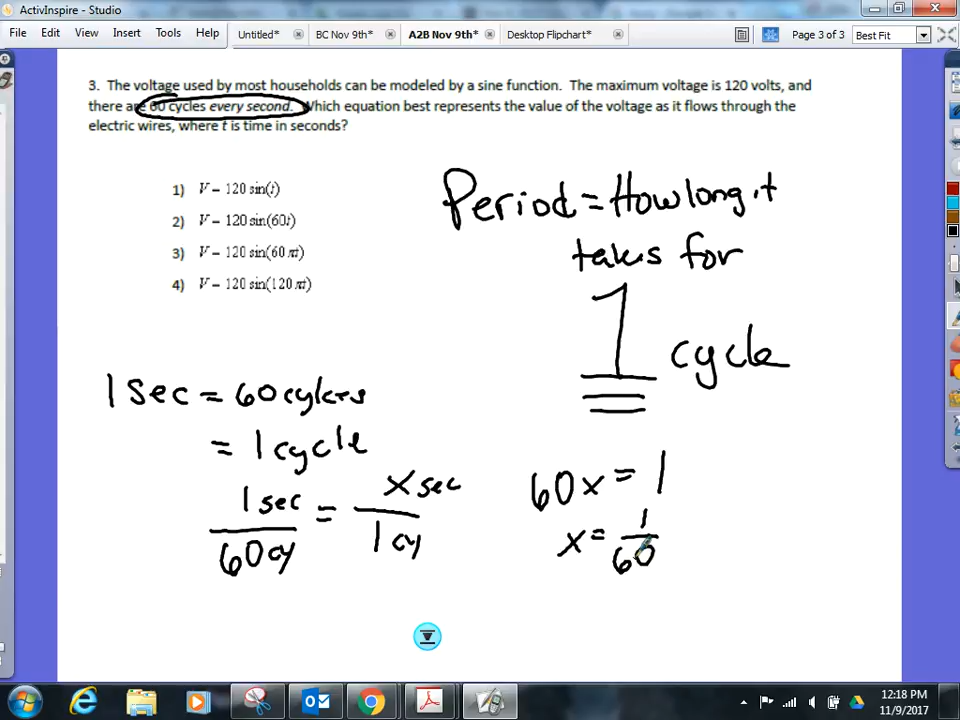 ActivInspire - Studio
File Edit View Insert Tools Help
Untitled* BC Nov 9th* A2B Nov 9th* Desktop Flipchart* Page 3 of 3 Best Fit
3. The voltage used by most households can be modeled by a sine function. The maximum voltage is 120 volts, and
there are 60 cycles every second. Which equation best represents the value of the voltage as it flows through the
electric wires, where t is time in seconds?
1) V = 120 sin(t)
2) V = 120 sin(60t)
3) V = 120 sin(60 πt)
4) V = 120 sin(120 πt)
Period = How long it
takes for
1
cycle
1 Sec = 60
= 1 cycle
1 sec / 60 cy = x sec / 1 cy
60x = 1
x = 1/60
12:18 PM
11/9/2017